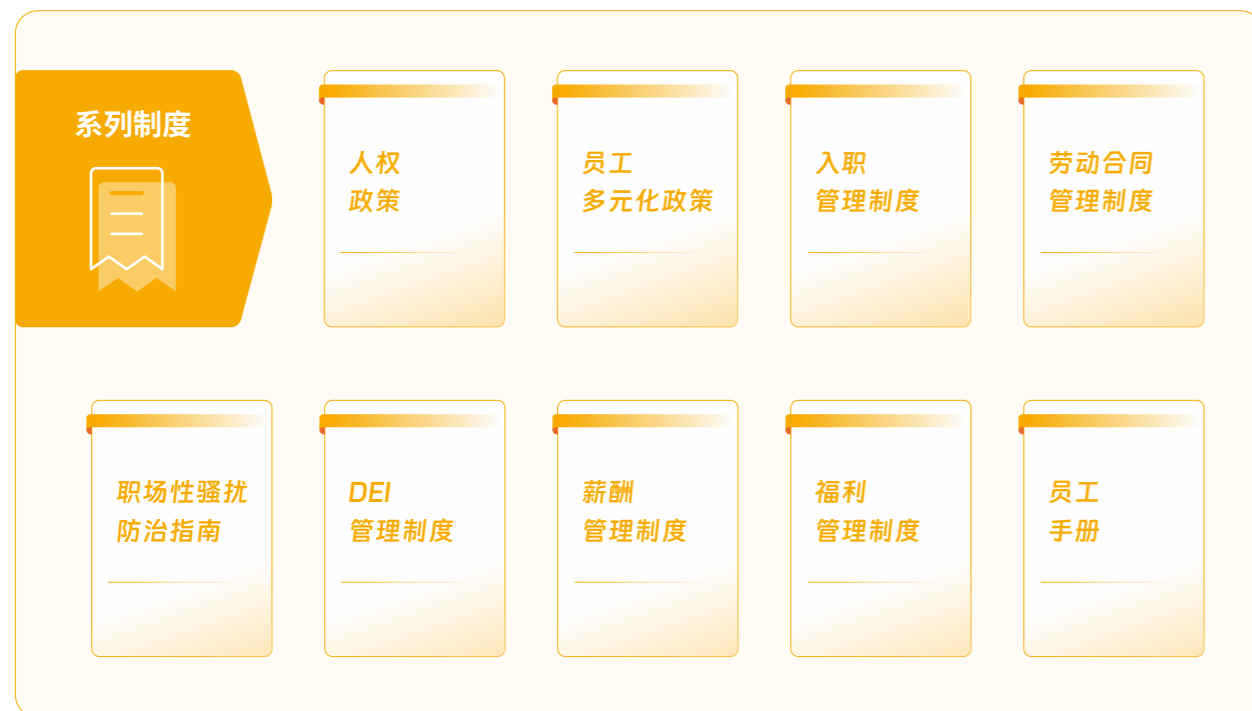 系列制度
人权
政策
员工
多元化政策
入职
管理制度
劳动合同
管理制度
职场性骚扰
防治指南
DEI
管理制度
薪酬
管理制度
福利
管理制度
员工
手册